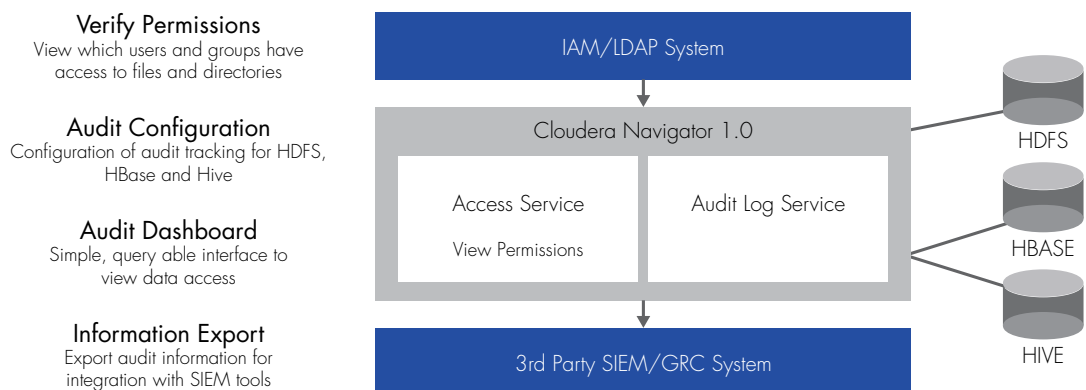 Verify Permissions
View which users and groups have
access to files and directories
Audit Configuration
Configuration of audit tracking for HDFS,
HBase and Hive
Audit Dashboard
Simple, query able interface to
view data access
Information Export
Export audit information for
integration with SIEM tools
IAM/LDAP System
Cloudera Navigator 1.0
Access Service
View Permissions
Audit Log Service
3rd Party SIEM/GRC System
HDFS
HBASE
HIVE